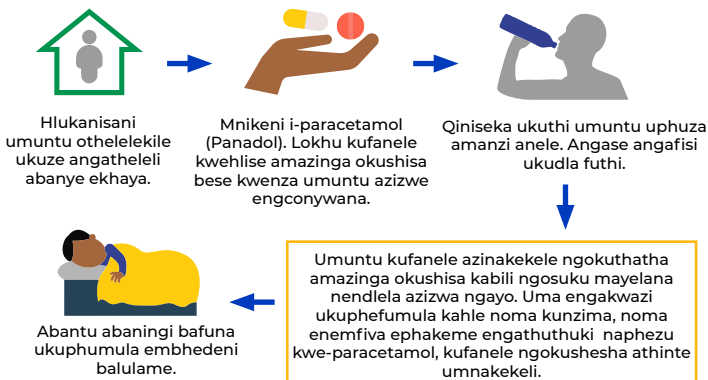 Hlukanisani
umuntu othelelekile
ukuze angatheleli
abanye ekhaya.
Mnikeni i-paracetamol
(Panadol). Lokhu kufanele
kwehlise amazinga okushisa
bese kwenza umuntu azizwe
engconywana.
Qiniseka ukuthi umuntu uphuza
amanzi anele. Angase angafisi
ukudla futhi.
Umuntu kufanele azinakekele ngokuthatha
amazinga okushisa kabili ngosuku mayelana
nendlela azizwa ngayo. Uma engakwazi
ukuphefumula kahle noma kunzima, noma
enemfiva ephakeme engathuthuki naphezu
kwe-paracetamol, kufanele ngokushesha athinte
umnakekeli.
Abantu abaningi bafuna
ukuphumula embhedeni
balulame.